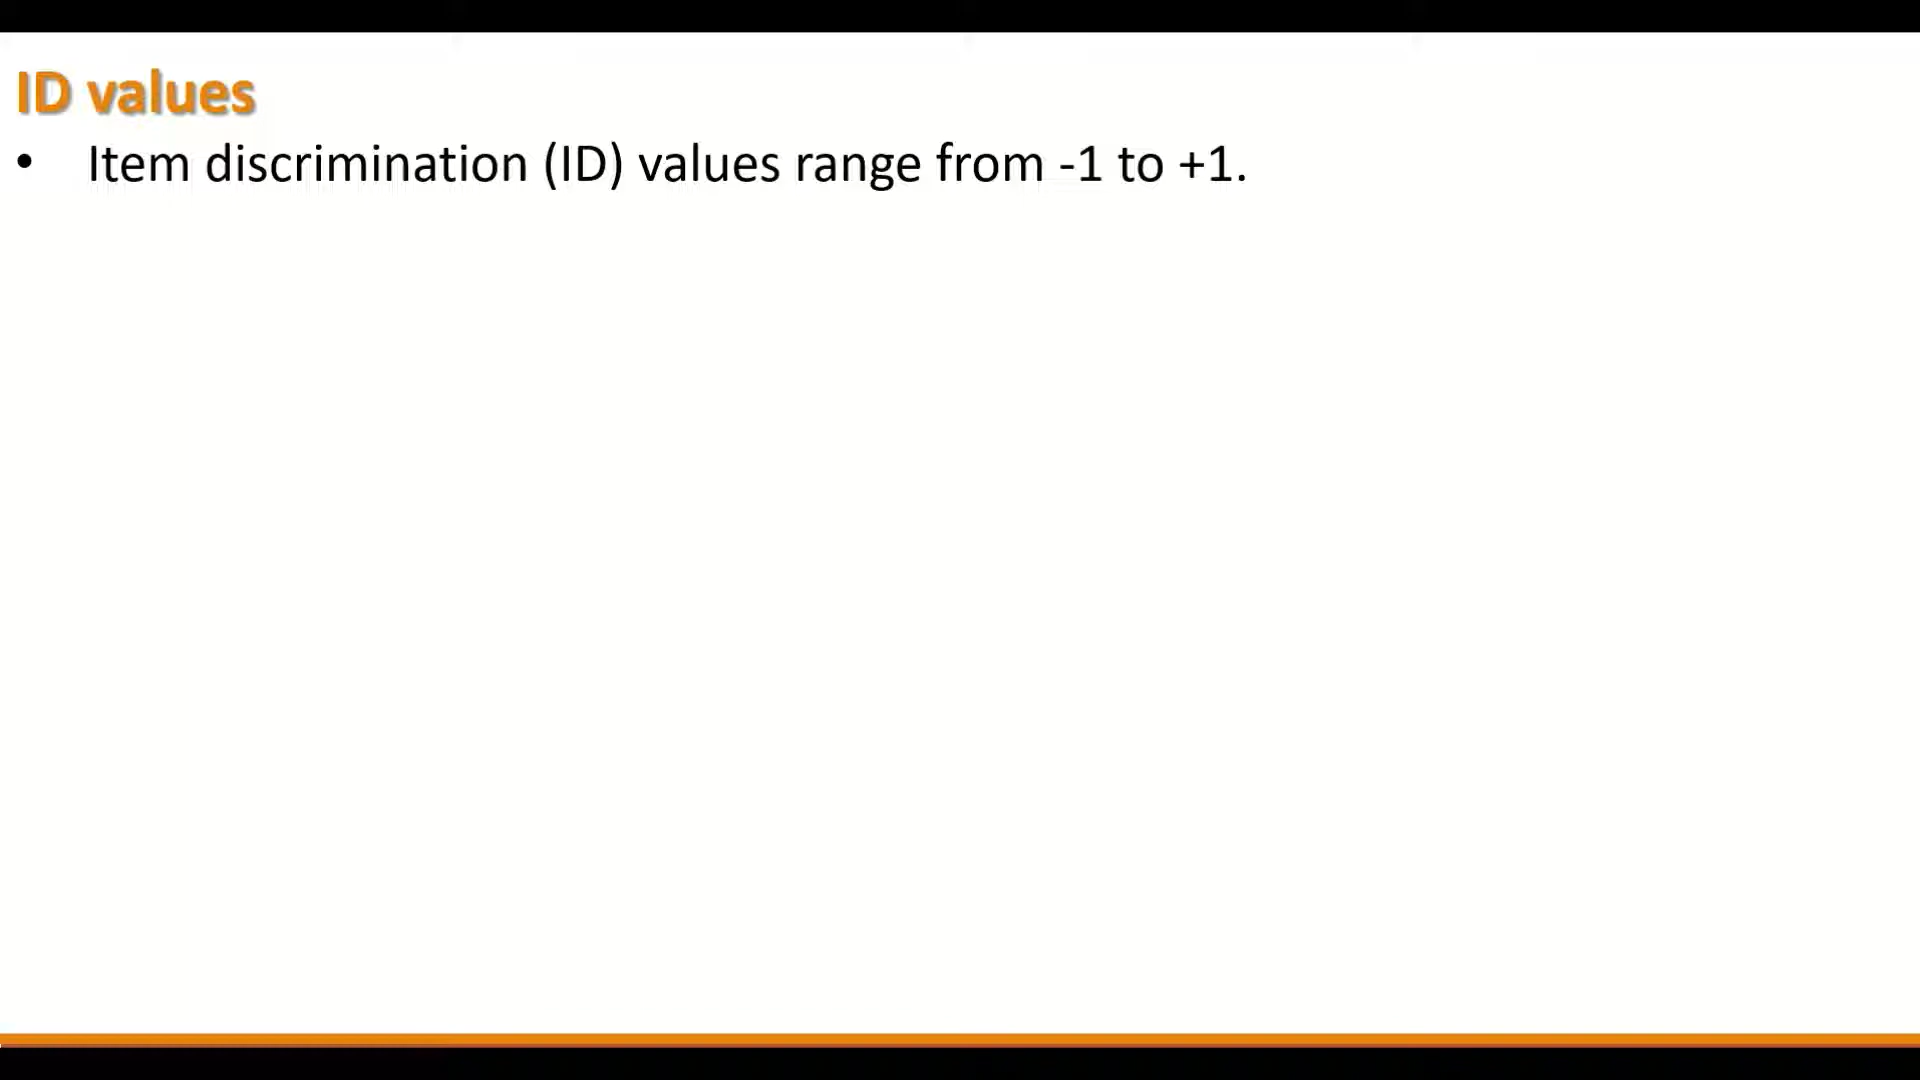 ID values
• Item discrimination (ID) values range from -1 to +1.